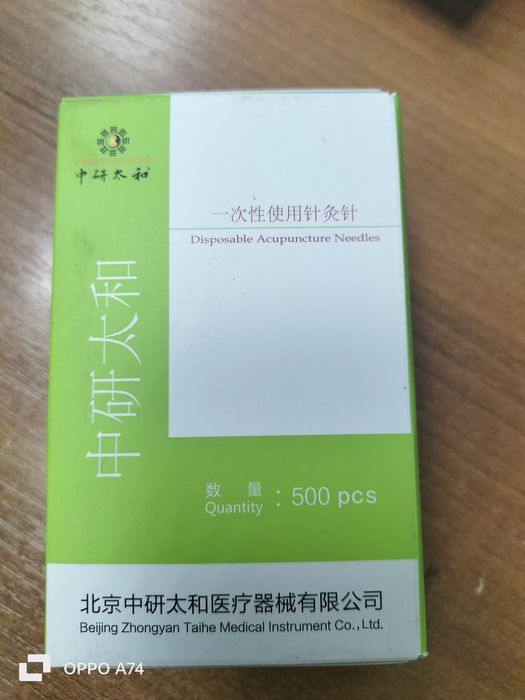 中研太和
一次性使用针灸针
Disposable Acupuncture Needles
中研太和
数 量
Quantity
: 500 pcs
北京中研太和医疗器械有限公司
Beijing Zhongyan Taihe Medical Instrument Co.,Ltd.
OPPO A74